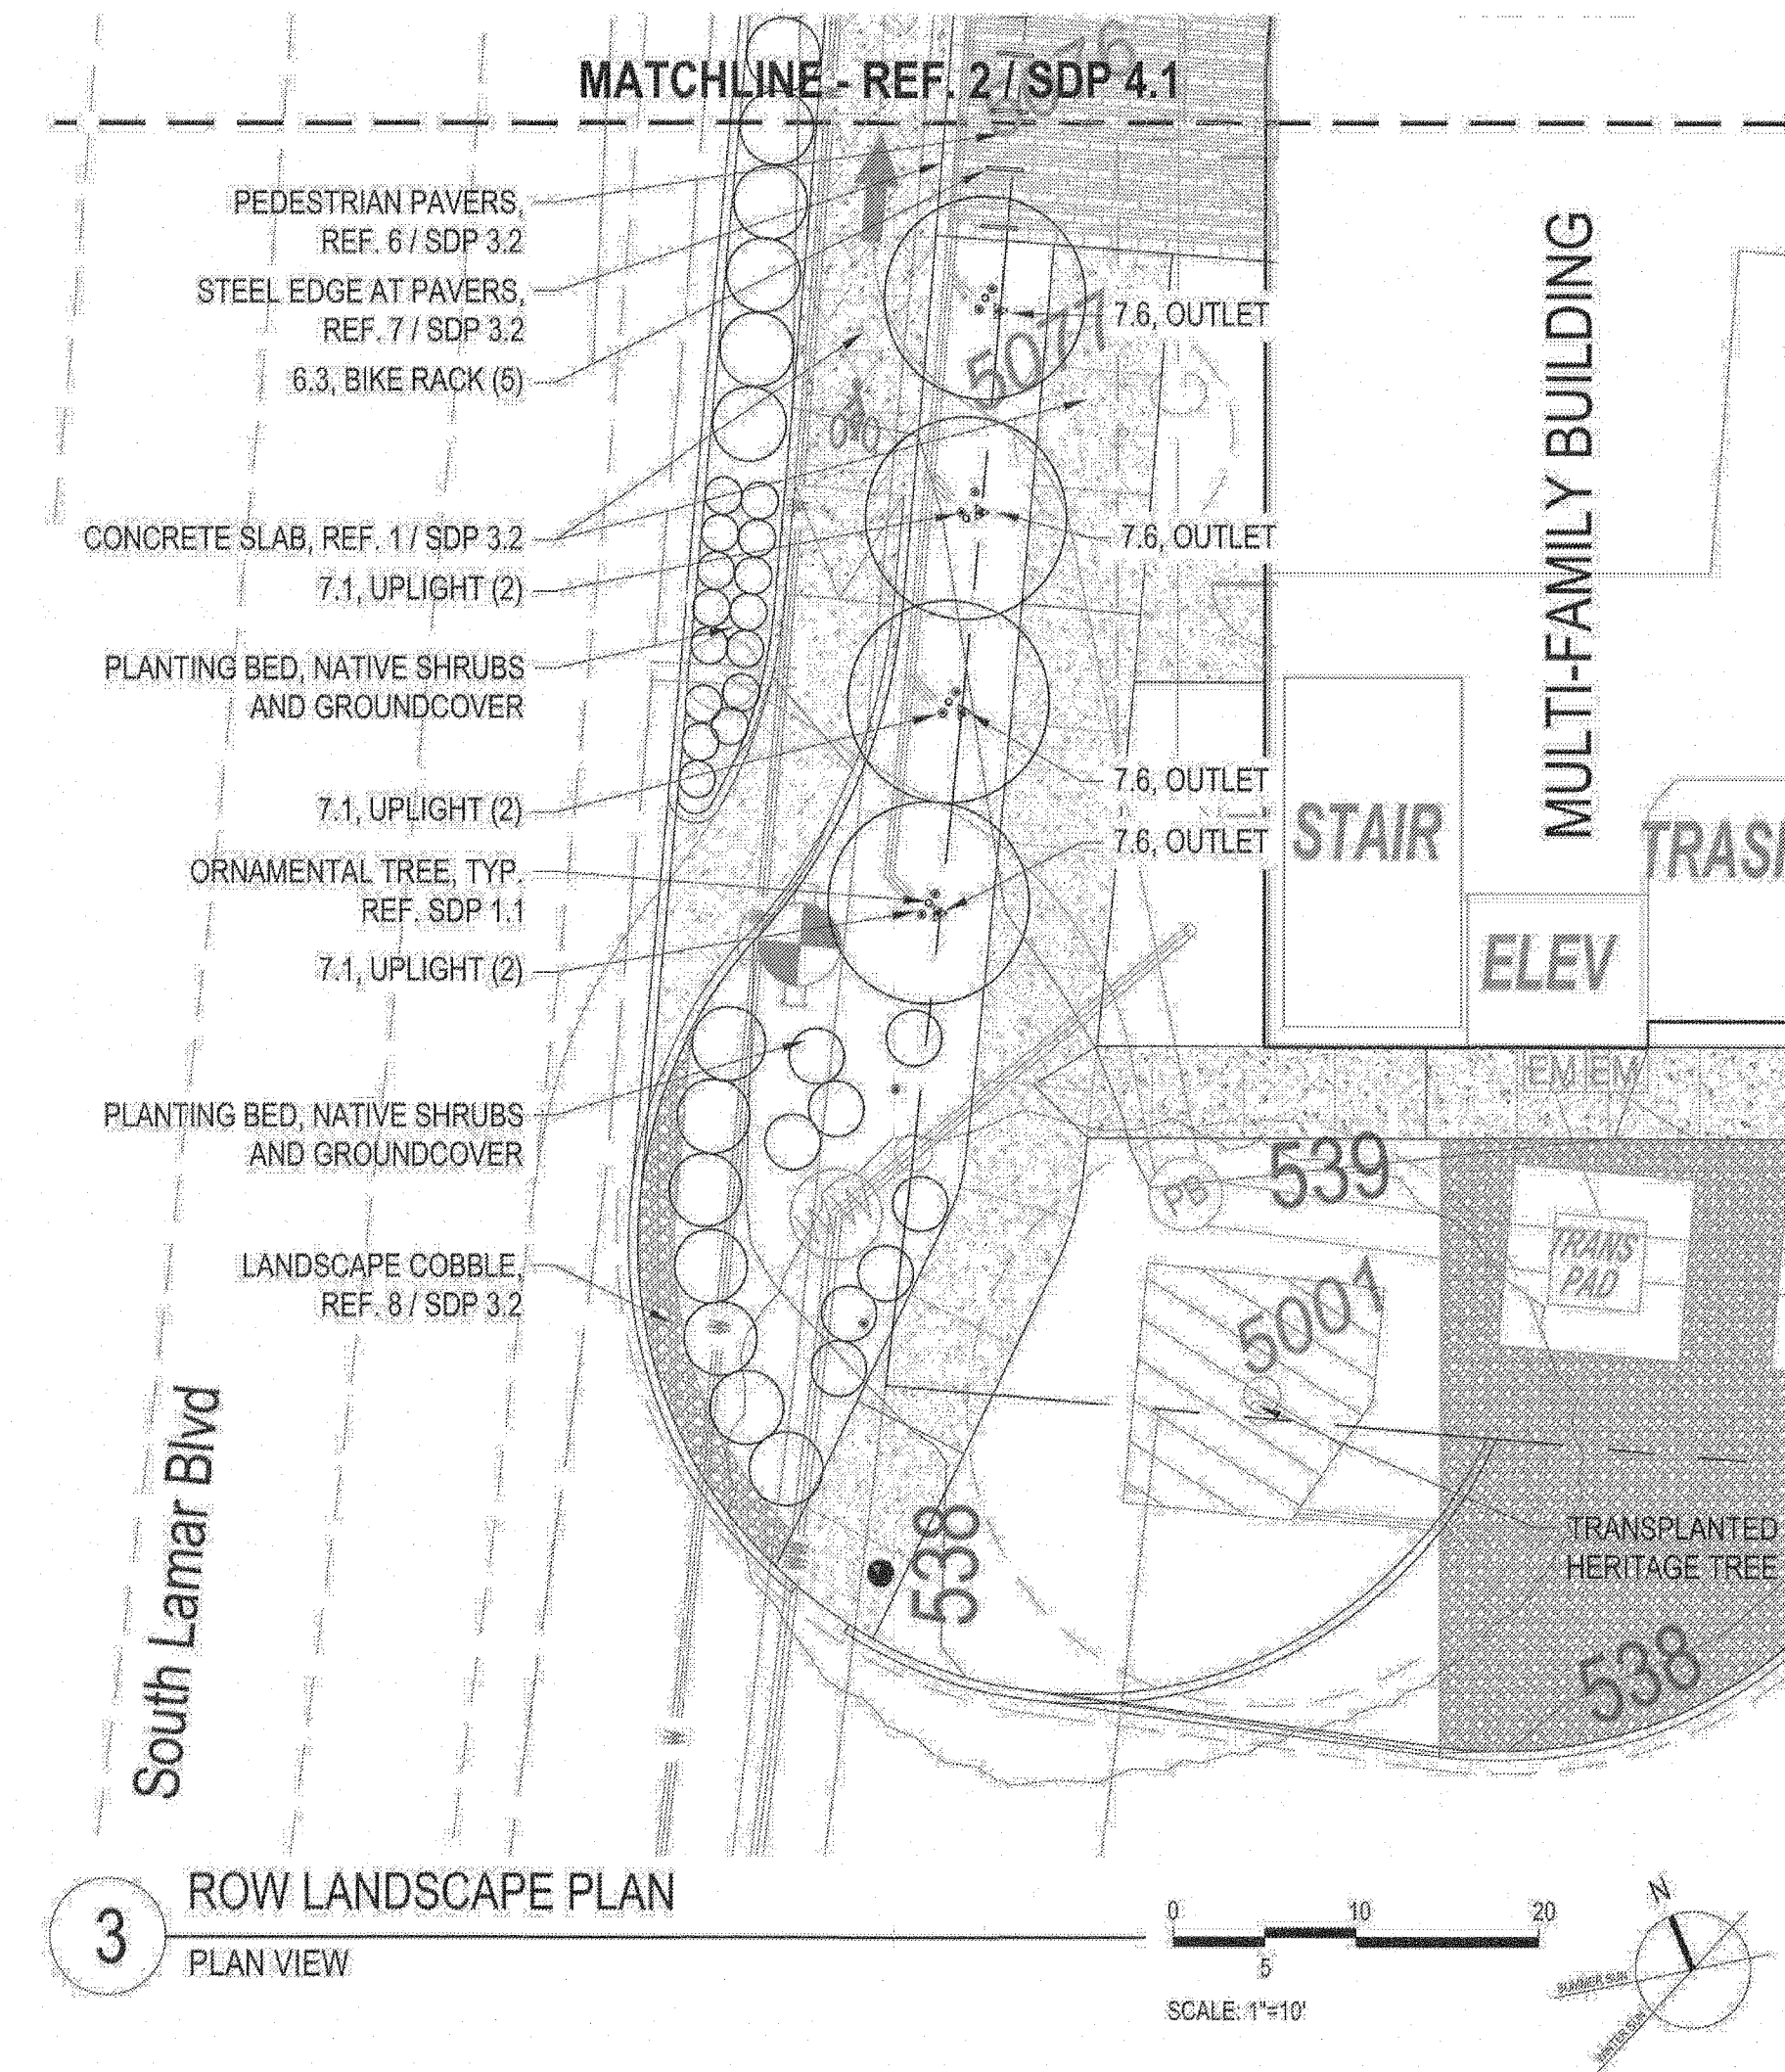 MATCHLINE - REF. 2 / SDP 4.1
PEDESTRIAN PAVERS,
REF. 6 / SDP 3.2
STEEL EDGE AT PAVERS,
REF. 7 / SDP 3.2
6.3, BIKE RACK (5)
CONCRETE SLAB, REF. 1 / SDP 3.2
7.1, UPLIGHT (2)
PLANTING BED, NATIVE SHRUBS
AND GROUNDCOVER
7.1, UPLIGHT (2)
ORNAMENTAL TREE, TYP.
REF. SDP 1.1
7.1, UPLIGHT (2)
PLANTING BED, NATIVE SHRUBS
AND GROUNDCOVER
LANDSCAPE COBBLE,
REF. 8 / SDP 3.2
South Lamar Blvd
7.6, OUTLET
5077
7.6, OUTLET
7.6, OUTLET
7.6, OUTLET
MULTI-FAMILY BUILDING
STAIR
ELEV
EM EM
539
PB
WW
TRANS
PAD
5001
538
TRANSPLANTED
HERITAGE TREE
538
3
ROW LANDSCAPE PLAN
PLAN VIEW
0 10 20
5
SCALE: 1"=10'
N
SUMMER SUN
WINTER SUN